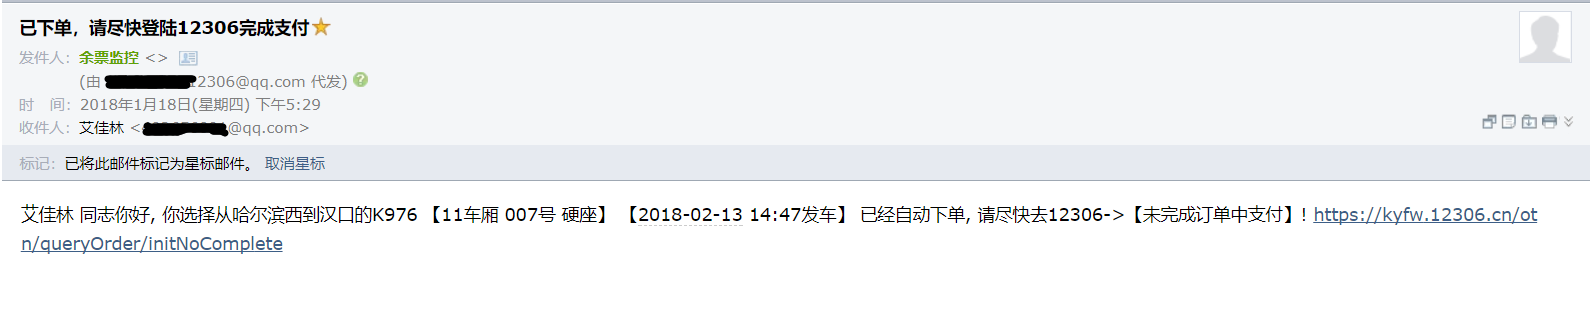 已下单，请尽快登陆12306完成支付
发件人：余票监控 <>
(由 2306@qq.com 代发)
时 间：2018年1月18日(星期四) 下午5:29
收件人：艾佳林 < @qq.com>
标记：已将此邮件标记为星标邮件。 取消星标
艾佳林 同志你好, 你选择从哈尔滨西到汉口的K976 【11车厢 007号 硬座】 【2018-02-13 14:47发车】 已经自动下单, 请尽快去12306->【未完成订单中支付】! https://kyfw.12306.cn/ot
n/queryOrder/initNoComplete